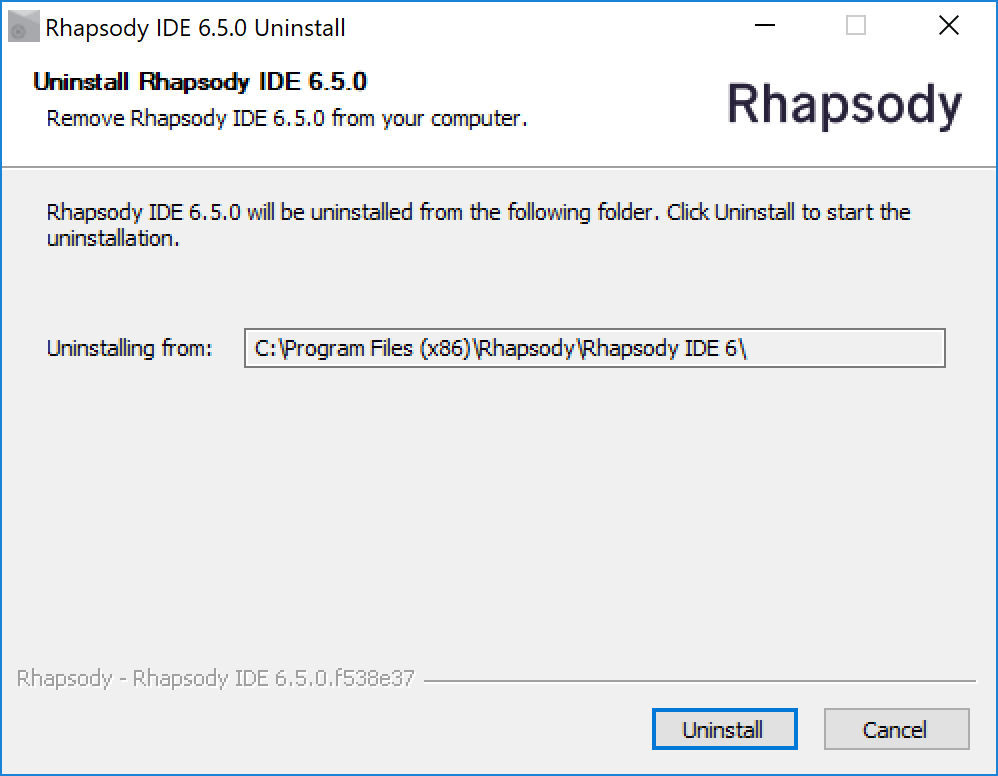 Rhapsody IDE 6.5.0 Uninstall
Uninstall Rhapsody IDE 6.5.0
Remove Rhapsody IDE 6.5.0 from your computer.
Rhapsody
Rhapsody IDE 6.5.0 will be uninstalled from the following folder. Click Uninstall to start the
uninstallation.
Uninstalling from: C:\Program Files (x86)\Rhapsody\Rhapsody IDE 6\
Rhapsody - Rhapsody IDE 6.5.0.f538e37
Uninstall Cancel